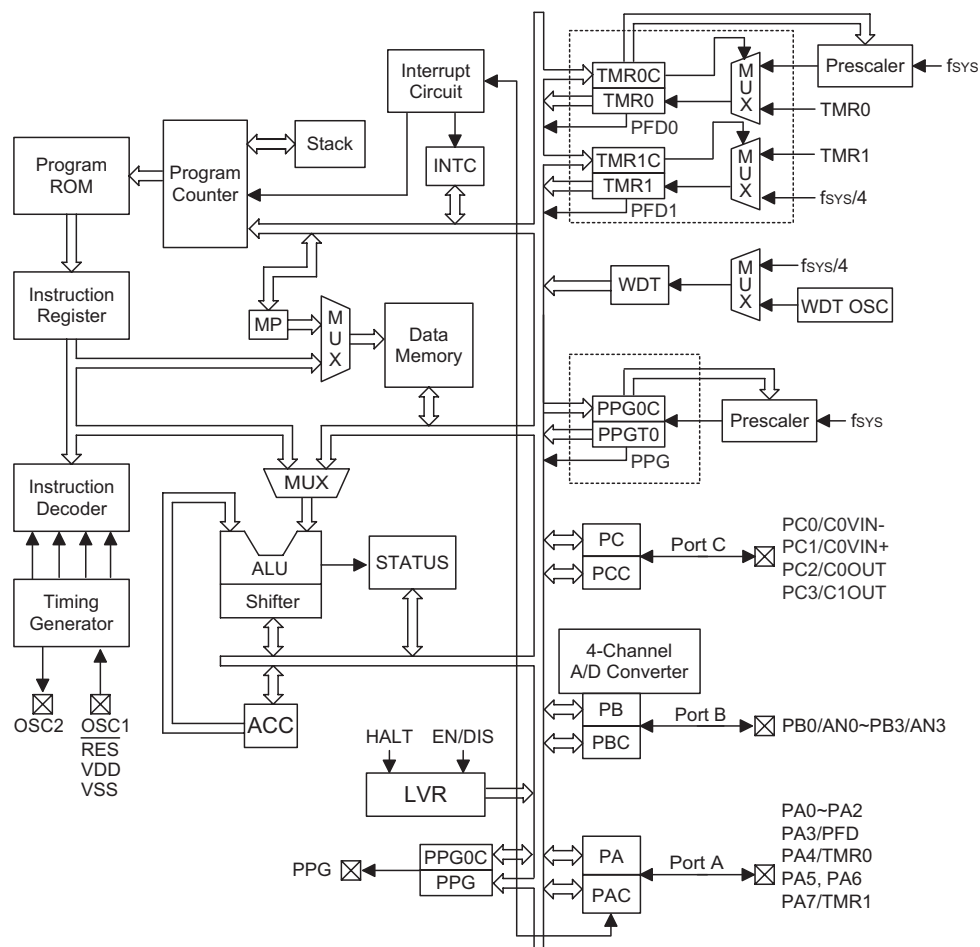 Interrupt
Circuit
Stack
INTC
Program
ROM
Program
Counter
Instruction
Register
MP
MUX
Data
Memory
Instruction
Decoder
MUX
ALU
Shifter
STATUS
Timing
Generator
OSC2
OSC1
RES
VDD
VSS
ACC
HALT
EN/DIS
LVR
PPG
PPG0C
PPG
TMR0C
TMR0
PFD0
MUX
Prescaler
fSYS
TMR0
TMR1C
TMR1
PFD1
MUX
TMR1
fSYS/4
WDT
MUX
fSYS/4
WDT OSC
PPG0C
PPGT0
PPG
Prescaler
fSYS
PC
PCC
Port C
PC0/C0VIN-
PC1/C0VIN+
PC2/C0OUT
PC3/C1OUT
4-Channel
A/D Converter
PB
PBC
Port B
PB0/AN0~PB3/AN3
PA
PAC
Port A
PA0~PA2
PA3/PFD
PA4/TMR0
PA5, PA6
PA7/TMR1